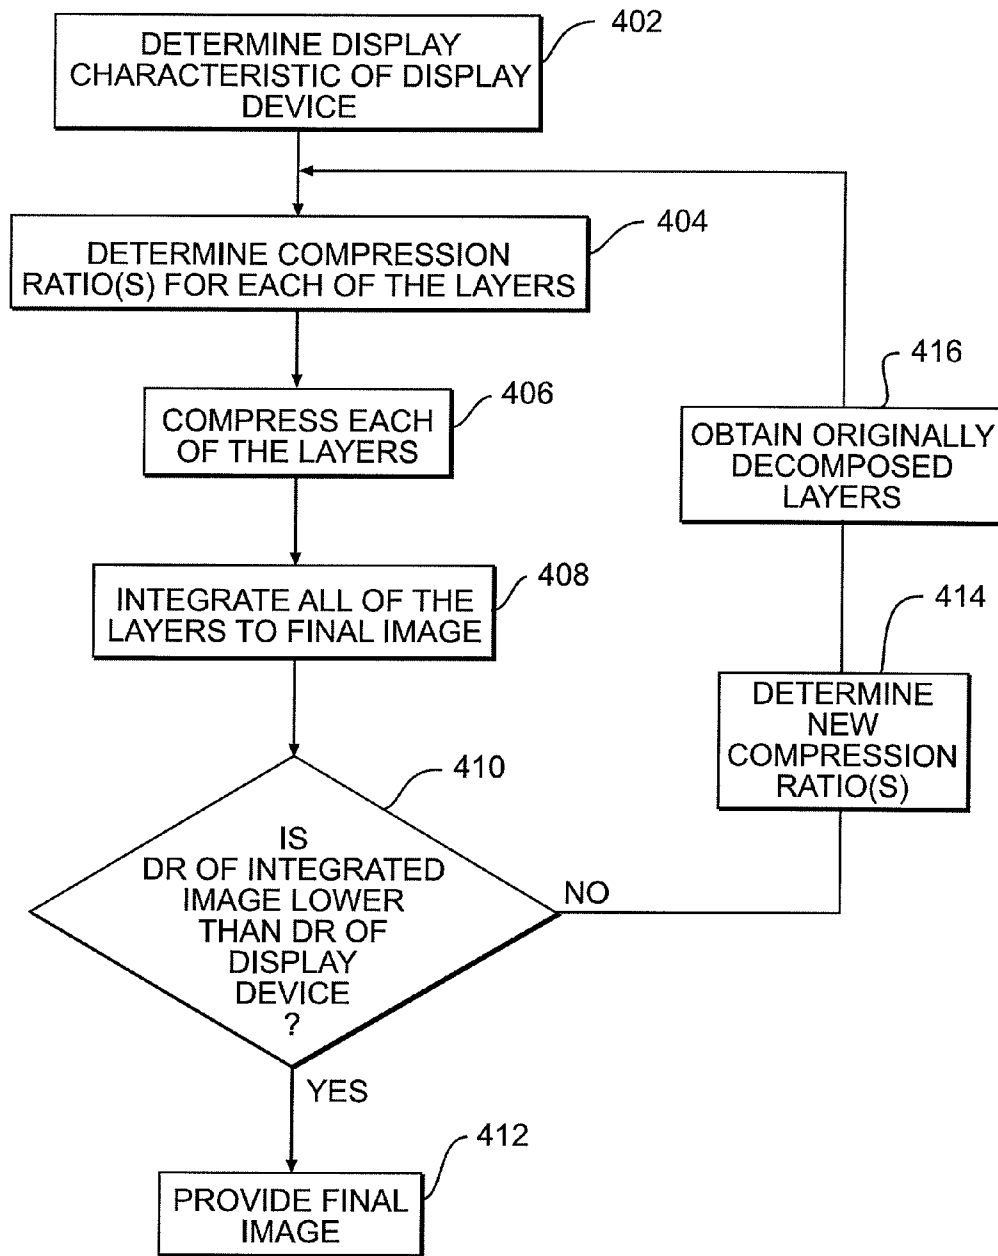 DETERMINE DISPLAY
CHARACTERISTIC OF DISPLAY
DEVICE
402
DETERMINE COMPRESSION
RATIO(S) FOR EACH OF THE LAYERS
404
COMPRESS EACH
OF THE LAYERS
406
INTEGRATE ALL OF THE
LAYERS TO FINAL IMAGE
408
IS
DR OF INTEGRATED
IMAGE LOWER
THAN DR OF
DISPLAY
DEVICE
?
410
NO
YES
PROVIDE FINAL
IMAGE
412
DETERMINE
NEW
COMPRESSION
RATIO(S)
414
OBTAIN ORIGINALLY
DECOMPOSED
LAYERS
416